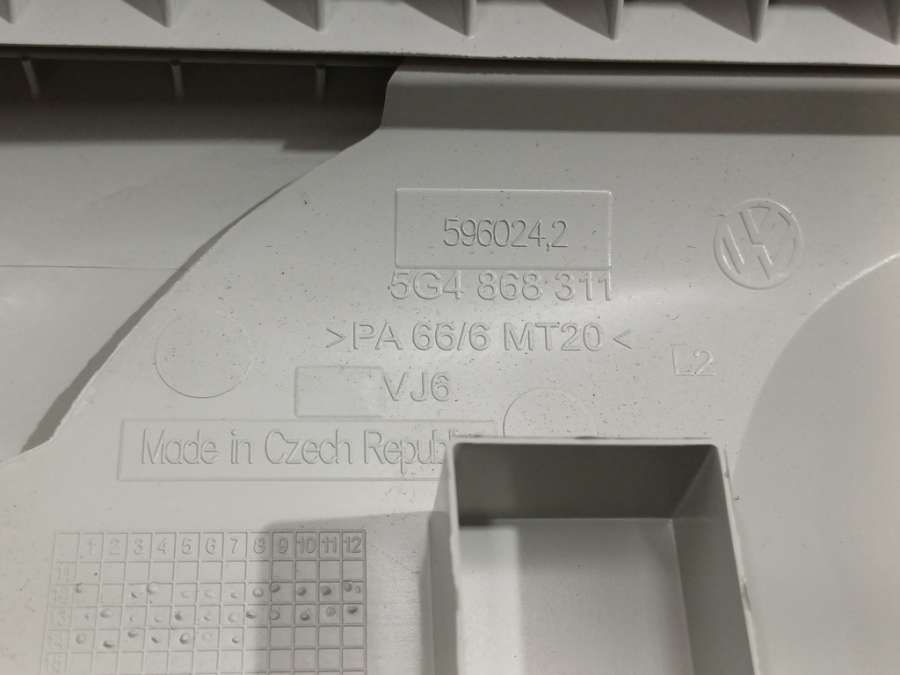 596024,2
5G4 868 311
>PA 66/6 MT20<
L2
VJ6
Made in Czech
1 2 3 4 5 6 7 8 9 10 11 12
11